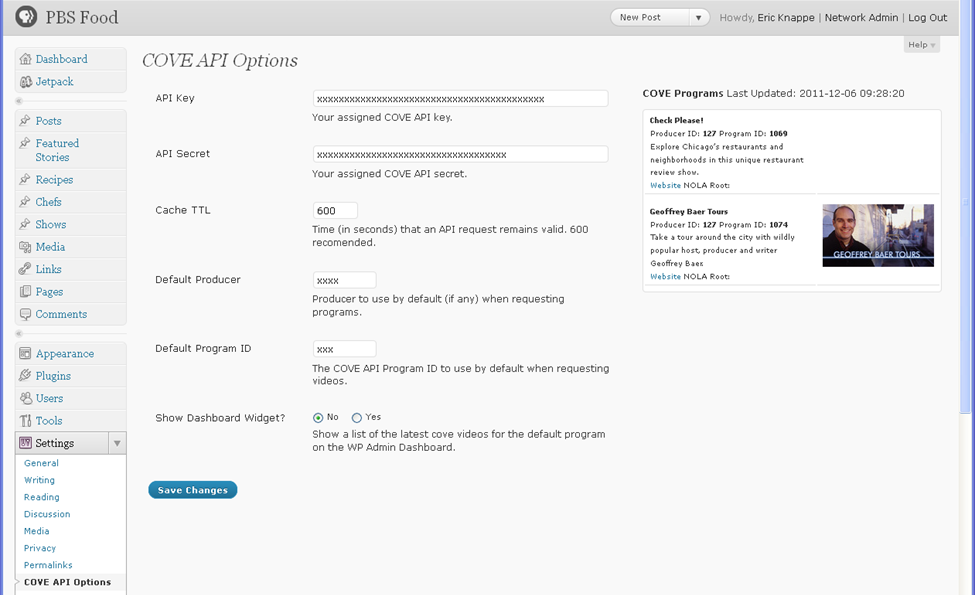 PBS Food
New Post
Howdy, Eric Knappe | Network Admin | Log Out
Help
Dashboard
Jetpack
Posts
Featured
Stories
Recipes
Chefs
Shows
Media
Links
Pages
Comments
Appearance
Plugins
Users
Tools
Settings
General
Writing
Reading
Discussion
Media
Privacy
Permalinks
COVE API Options
COVE API Options
API Key
xxxxxxxxxxxxxxxxxxxxxxxxxxxxxxxxxxxxxxxxxx
Your assigned COVE API key.
API Secret
xxxxxxxxxxxxxxxxxxxxxxxxxxxxxxxxxxx
Your assigned COVE API secret.
Cache TTL
600
Time (in seconds) that an API request remains valid. 600
recomended.
Default Producer
xxxx
Producer to use by default (if any) when requesting
programs.
Default Program ID
xxx
The COVE API Program ID to use by default when requesting
videos.
Show Dashboard Widget?
No Yes
Show a list of the latest cove videos for the default program
on the WP Admin Dashboard.
Save Changes
COVE Programs Last Updated: 2011-12-06 09:28:20
Check Please!
Producer ID: 127 Program ID: 1069
Explore Chicago's restaurants and
neighborhoods in this unique restaurant
review show.
Website NOLA Root:
Geoffrey Baer Tours
Producer ID: 127 Program ID: 1074
Take a tour around the city with wildly
popular host, producer and writer
Geoffrey Baer
Website NOLA Root:
GEOFFREY BAER TOURS